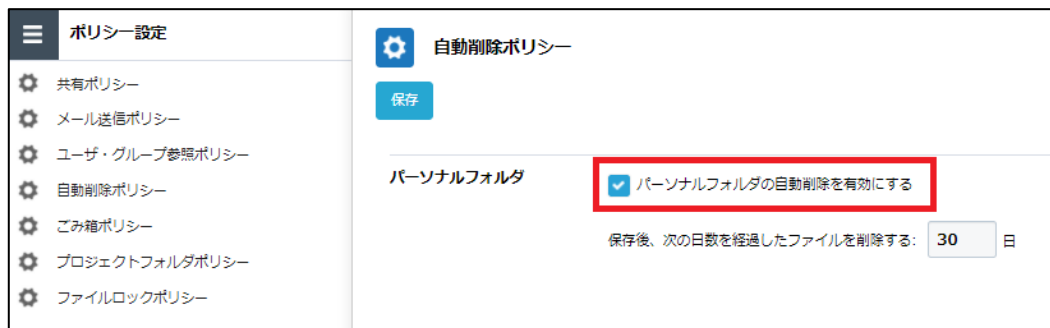 ポリシー設定
共有ポリシー
メール送信ポリシー
ユーザ・グループ参照ポリシー
自動削除ポリシー
ごみ箱ポリシー
プロジェクトフォルダポリシー
ファイルロックポリシー
自動削除ポリシー
保存
パーソナルフォルダ
パーソナルフォルダの自動削除を有効にする
保存後、次の日数を経過したファイルを削除する: 30 日